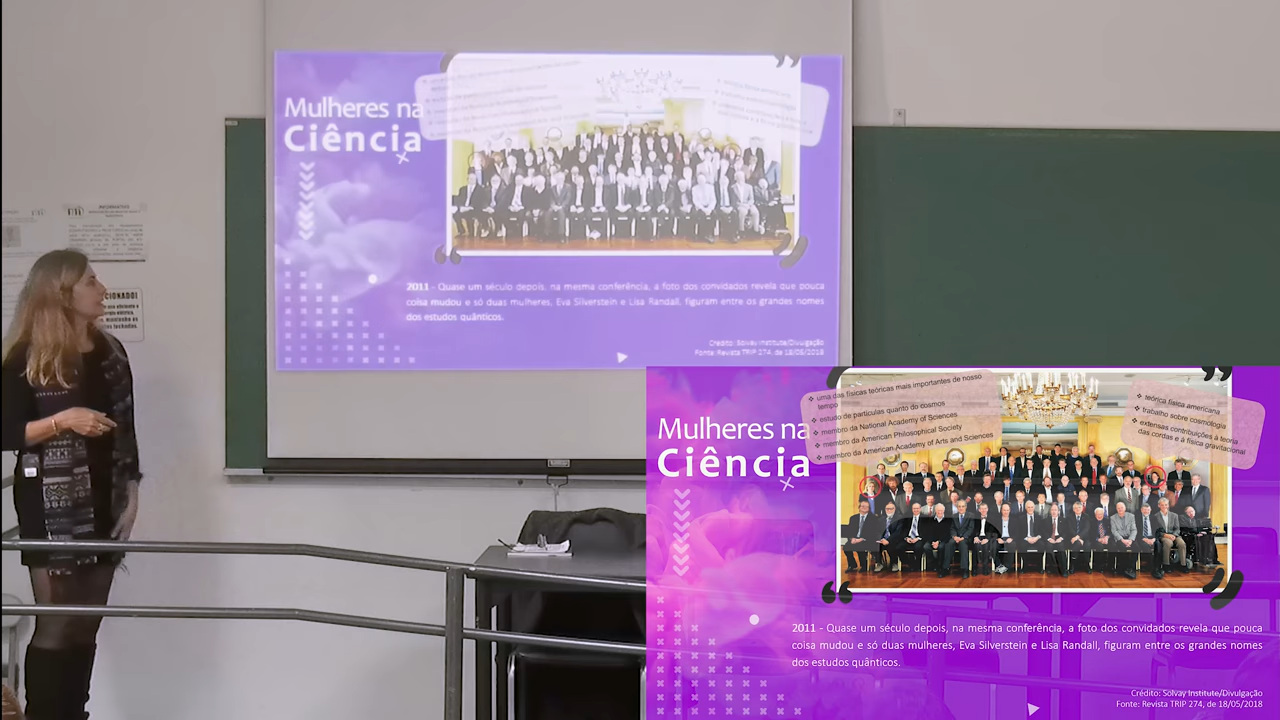 Mulheres na
Ciência
2011 - Quase um século depois, na mesma conferência, a foto dos convidados revela que pouca
coisa mudou e só duas mulheres, Eva Silverstein e Lisa Randall, figuram entre os grandes nomes
dos estudos quânticos.
Crédito: Solvay Institute/Divulgação
Fonte: Revista TRIP 274, de 18/05/2018
INFORMATIVO
CIONADO!
Mulheres na
Ciência
uma das físicas teóricas mais importantes de nosso
tempo
estudo de partículas quanto do cosmos
membro da National Academy of Sciences
membro da American Philosophical Society
membro da American Academy of Arts and Sciences
teórica física americana
trabalho sobre cosmologia
extensas contribuições à teoria
das cordas e à física gravitacional
2011 - Quase um século depois, na mesma conferência, a foto dos convidados revela que pouca
coisa mudou e só duas mulheres, Eva Silverstein e Lisa Randall, figuram entre os grandes nomes
dos estudos quânticos.
Crédito: Solvay Institute/Divulgação
Fonte: Revista TRIP 274, de 18/05/2018